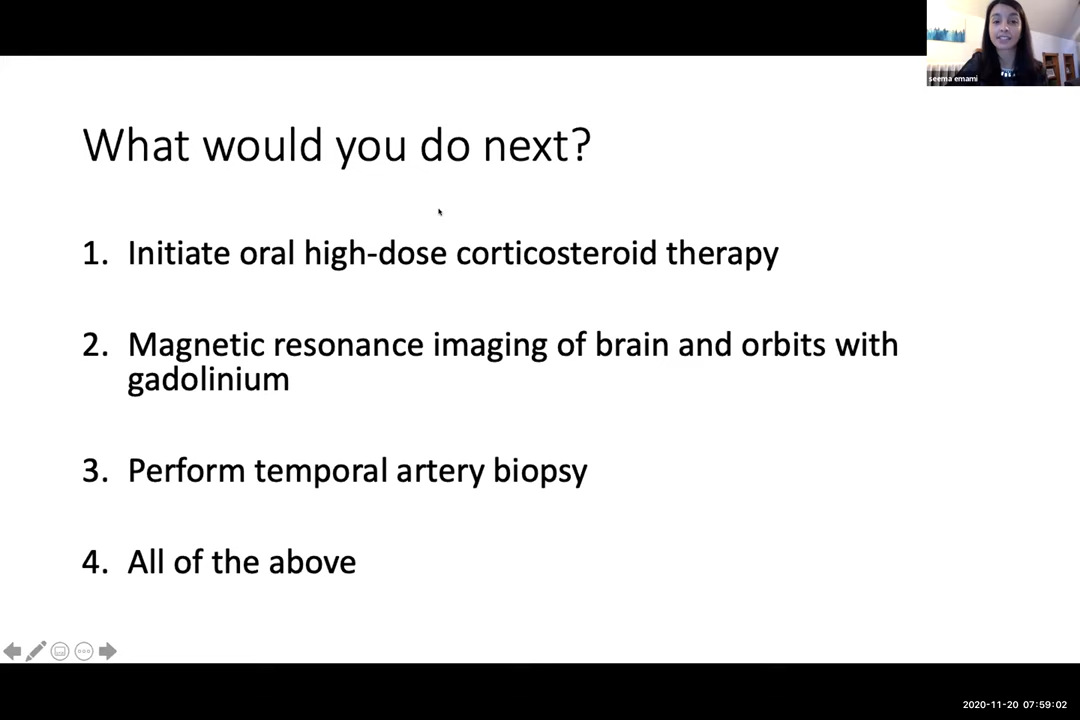 seema emami
What would you do next?
1. Initiate oral high-dose corticosteroid therapy
2. Magnetic resonance imaging of brain and orbits with
gadolinium
3. Perform temporal artery biopsy
4. All of the above
2020-11-20 07:59:02